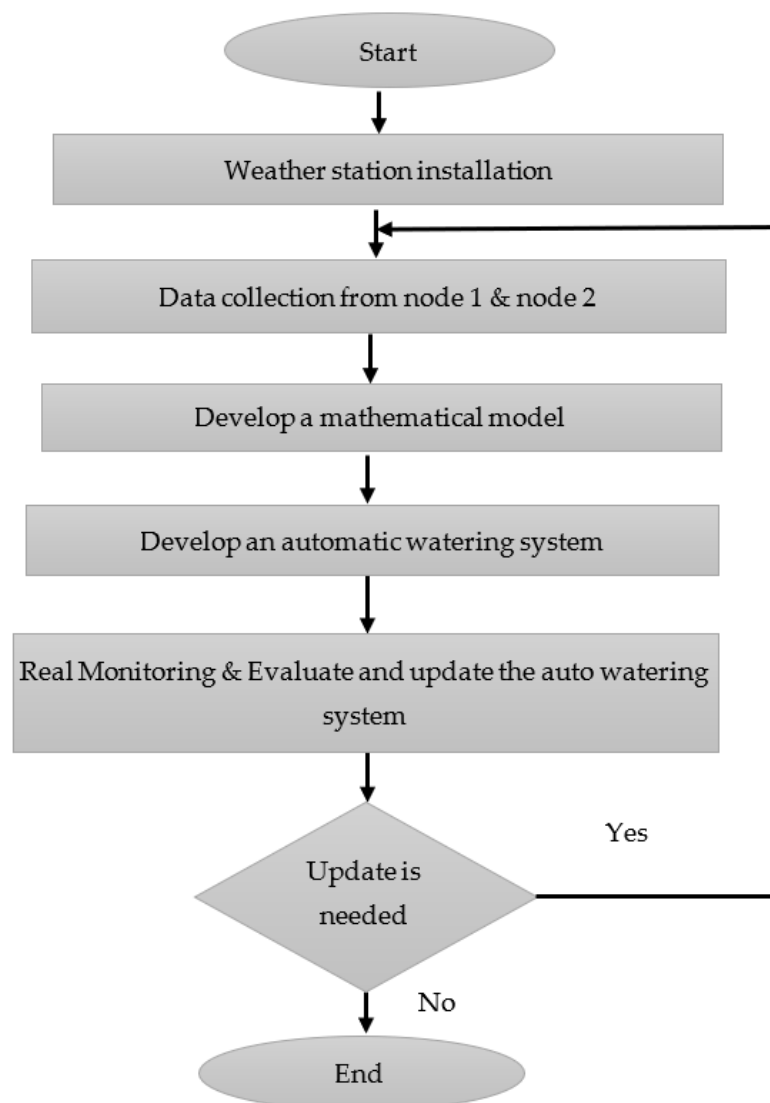 Start
Weather station installation
Data collection from node 1 & node 2
Develop a mathematical model
Develop an automatic watering system
Real Monitoring & Evaluate and update the auto watering
system
Yes
Update is
needed
No
End